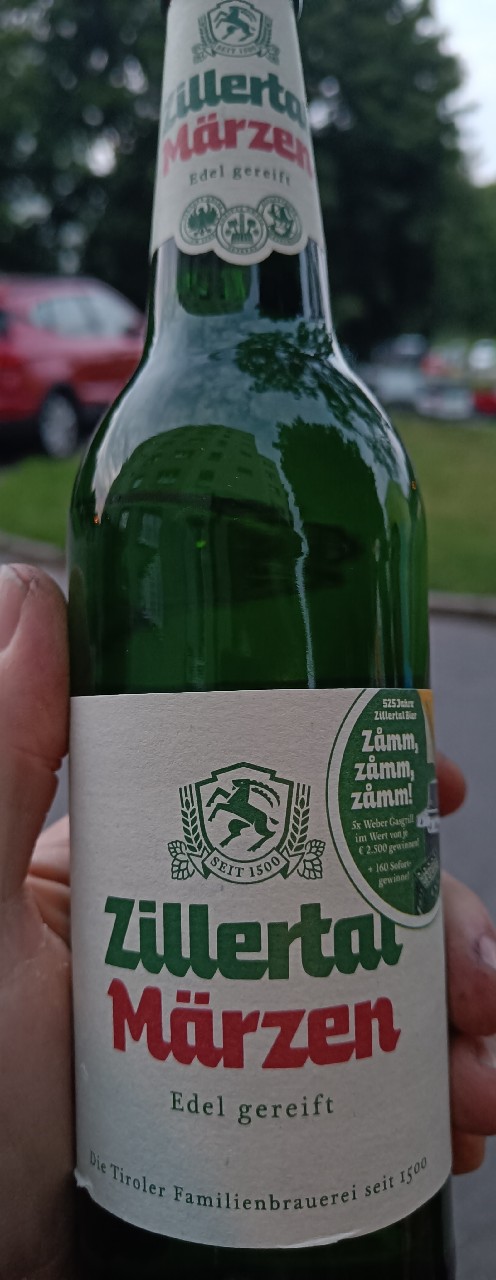 SEIT 1500
Zillertal
Märzen
Edel gereift
525 Jahre
Zillertal Bier
Zåmm,
zåmm,
zåmm!
5x Weber Gasgrill
im Wert von je
€ 2.500 gewinnen!
+ 160 Sofort-
gewinne!
SEIT 1500
Zillertal
Märzen
Edel gereift
Die Tiroler Familienbrauerei seit 1500